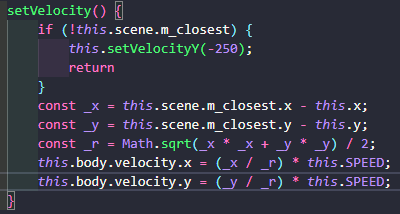 setVelocity() {
if (!this.scene.m_closest) {
this.setVelocityY(-250);
return
}
const _x = this.scene.m_closest.x - this.x;
const _y = this.scene.m_closest.y - this.y;
const _r = Math.sqrt(_x * _x + _y * _y) / 2;
this.body.velocity.x = (_x / _r) * this.SPEED;
this.body.velocity.y = (_y / _r) * this.SPEED;
}